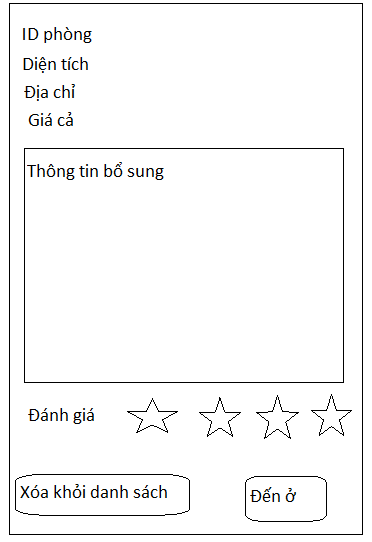 ID phòng
Diện tích
Địa chỉ
Giá cả
Thông tin bổ sung
Đánh giá
Xóa khỏi danh sách
Đến ở